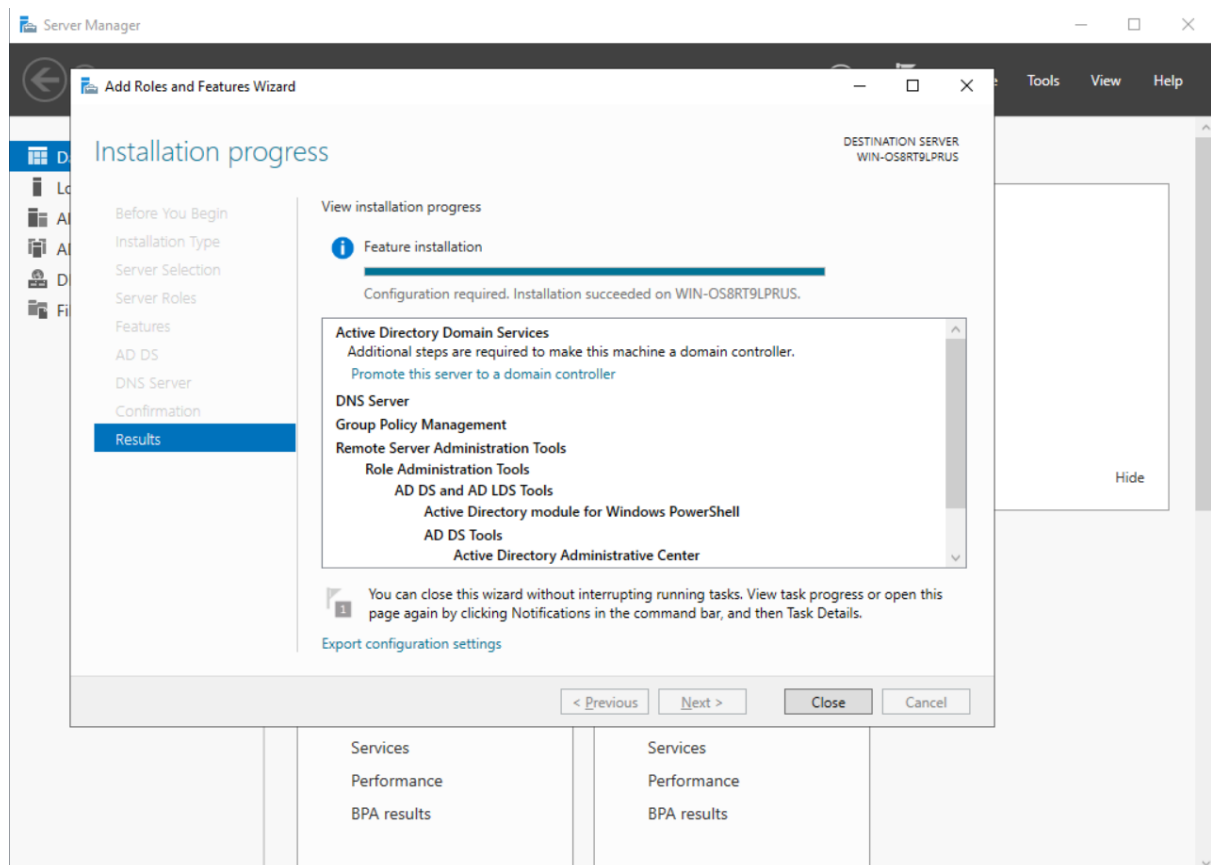 Server Manager
Add Roles and Features Wizard
Tools
View
Help
Installation progress
DESTINATION SERVER
WIN-OS8RT9LPRUS
Before You Begin
Installation Type
Server Selection
Server Roles
Features
AD DS
DNS Server
Confirmation
Results
View installation progress
Feature installation
Configuration required. Installation succeeded on WIN-OS8RT9LPRUS.
Active Directory Domain Services
Additional steps are required to make this machine a domain controller.
Promote this server to a domain controller
DNS Server
Group Policy Management
Remote Server Administration Tools
Role Administration Tools
AD DS and AD LDS Tools
Active Directory module for Windows PowerShell
AD DS Tools
Active Directory Administrative Center
1
You can close this wizard without interrupting running tasks. View task progress or open this
page again by clicking Notifications in the command bar, and then Task Details.
Export configuration settings
< Previous
Next >
Close
Cancel
Hide
Services
Performance
BPA results
Services
Performance
BPA results